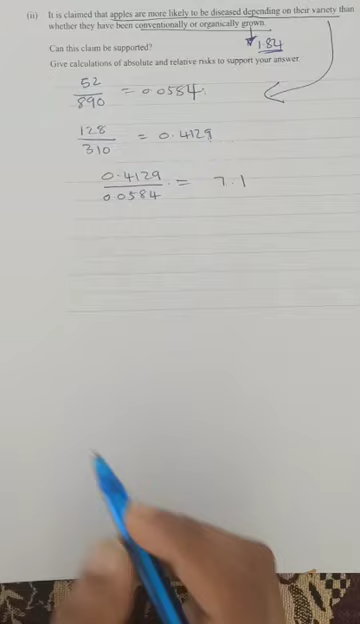 (ii) It is claimed that apples are more likely to be diseased depending on their variety than
whether they have been conventionally or organically grown.
1.84
Can this claim be supported?
Give calculations of absolute and relative risks to support your answer.
52/890 = 0.0584
128/310 = 0.4129
0.4129/0.0584 = 7.1